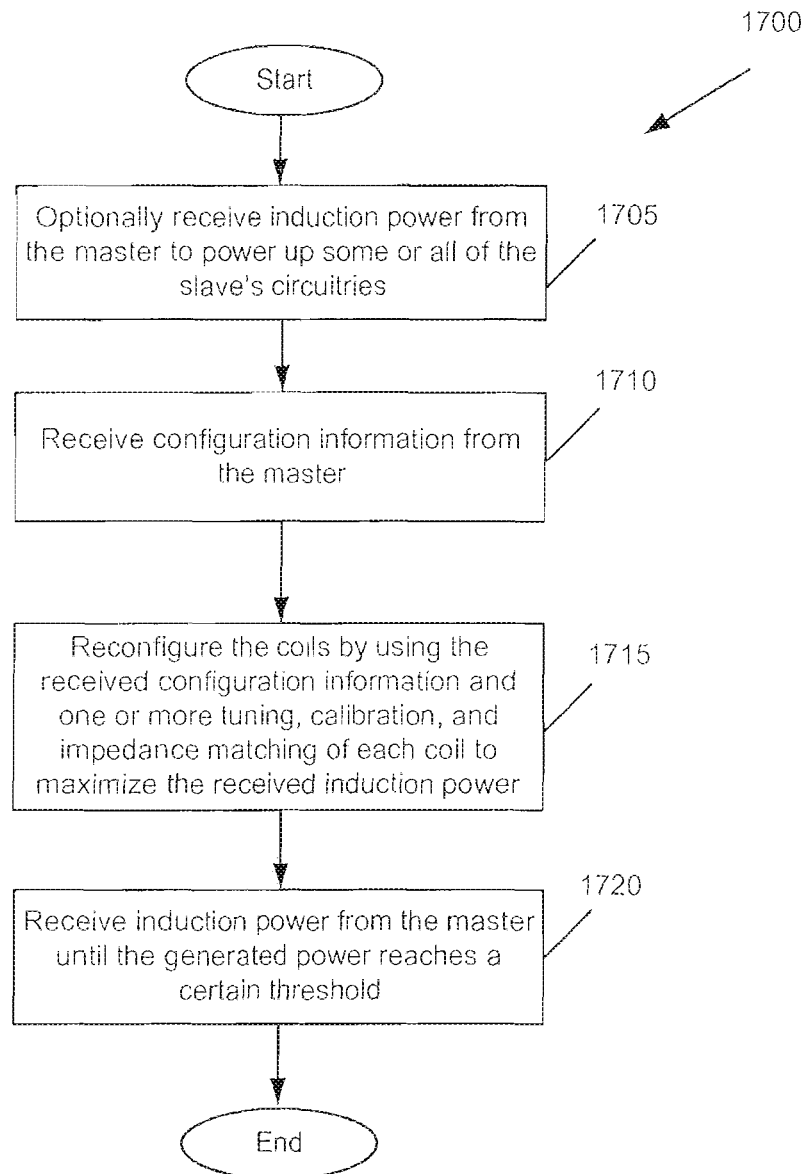 1700
Start
Optionally receive induction power from
the master to power up some or all of the
slave's circuitries
1705
1710
Receive configuration information from
the master
Reconfigure the coils by using the
received configuration information and
one or more tuning, calibration, and
impedance matching of each coil to
maximize the received induction power
1715
1720
Receive induction power from the master
until the generated power reaches a
certain threshold
End